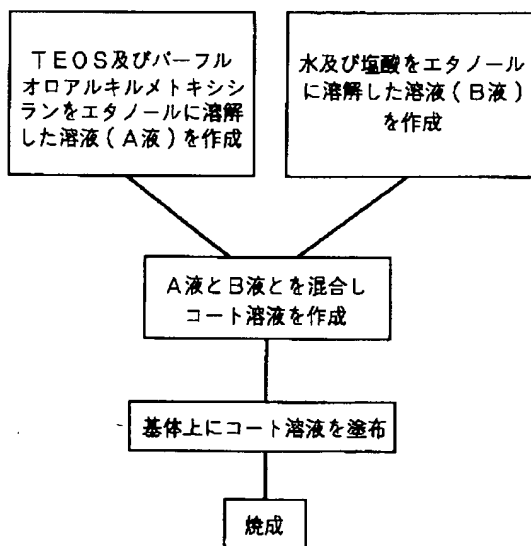 TEOS及びパーフル
オロアルキルメトキシシ
ランをエタノールに溶解
した溶液(A液)を作成
水及び塩酸をエタノール
に溶解した溶液(B液)
を作成
A液とB液とを混合し
コート溶液を作成
基体上にコート溶液を塗布
焼成